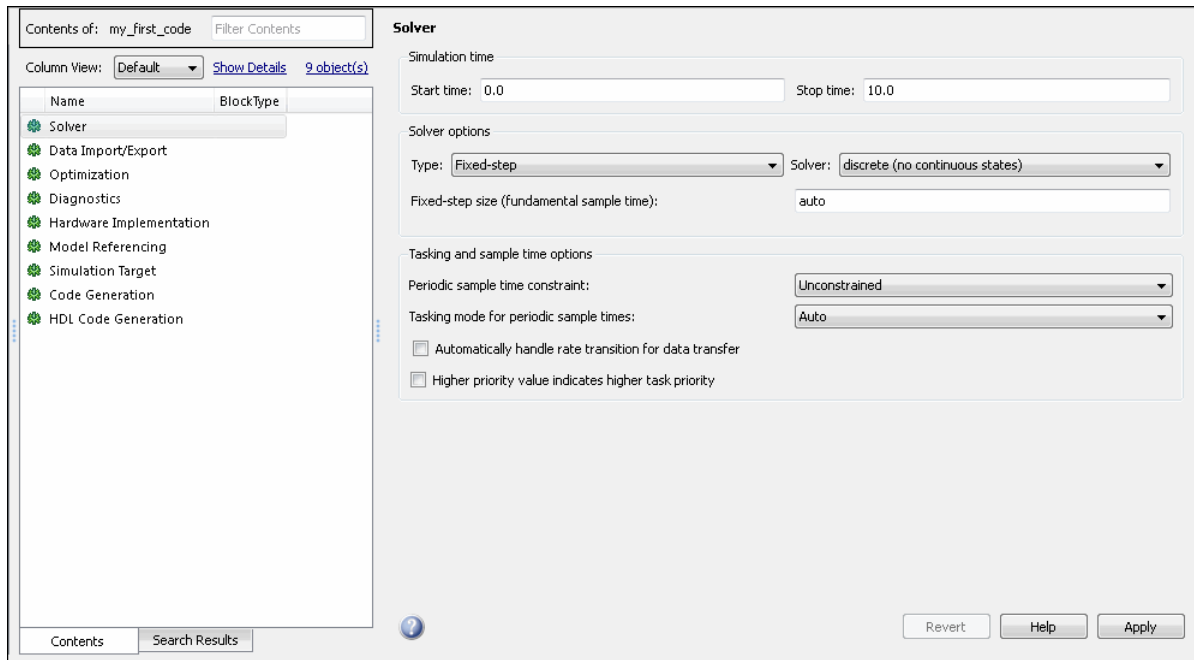 Contents of: my_first_code Filter Contents
Column View: Default Show Details 9 object(s)
Name BlockType
Solver
Data Import/Export
Optimization
Diagnostics
Hardware Implementation
Model Referencing
Simulation Target
Code Generation
HDL Code Generation
Contents Search Results
Solver
Simulation time
Start time: 0.0 Stop time: 10.0
Solver options
Type: Fixed-step Solver: discrete (no continuous states)
Fixed-step size (fundamental sample time): auto
Tasking and sample time options
Periodic sample time constraint: Unconstrained
Tasking mode for periodic sample times: Auto
Automatically handle rate transition for data transfer
Higher priority value indicates higher task priority
? Revert Help Apply